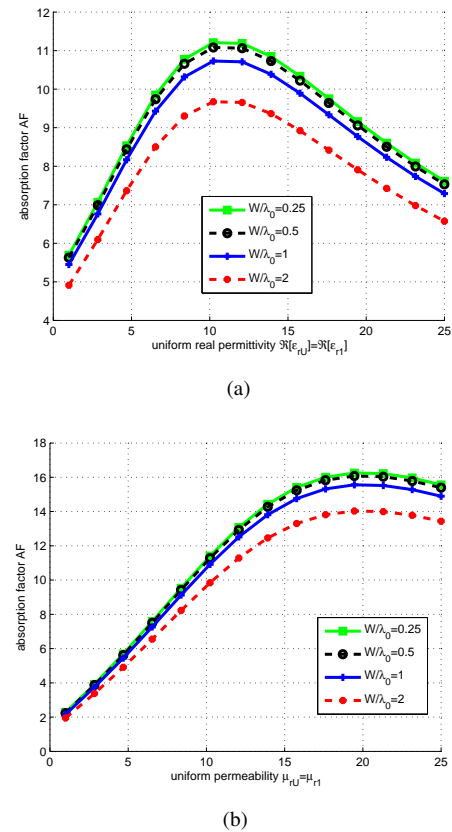 12
11
10
9
8
7
6
5
4
absorption factor AF
W/λ0=0.25
W/λ0=0.5
W/λ0=1
W/λ0=2
0 5 10 15 20 25
uniform real permittivity ℜ[εrU]=ℜ[εr1]
(a)
18
16
14
12
10
8
6
4
2
0
absorption factor AF
W/λ0=0.25
W/λ0=0.5
W/λ0=1
W/λ0=2
0 5 10 15 20 25
uniform permeability μrU=μr1
(b)